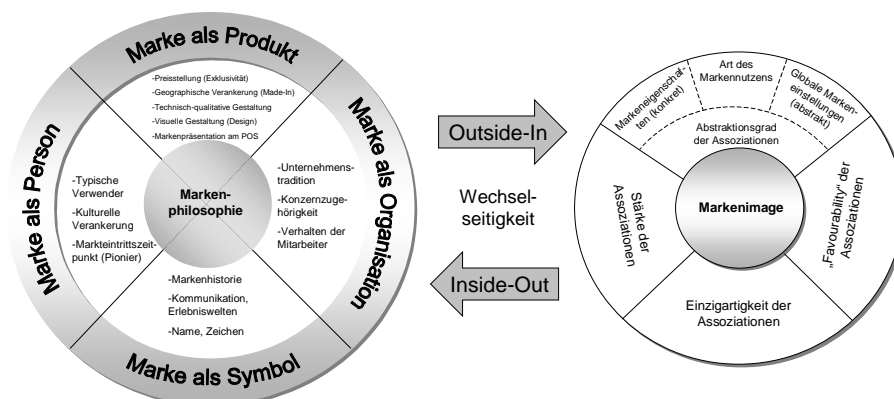 Marke als Produkt
-Preisstellung (Exklusivität)
-Geographische Verankerung (Made-In)
-Technisch-qualitative Gestaltung
-Visuelle Gestaltung (Design)
-Markenpräsentation am POS
Marke als Person
-Typische
Verwender
-Kulturelle
Verankerung
-Markteintrittszeit-
punkt (Pionier)
Marken-
philosophie
-Unternehmens-
tradition
-Konzernzuge-
hörigkeit
-Verhalten der
Mitarbeiter
Marke als Organisation
-Markenhistorie
-Kommunikation,
Erlebniswelten
-Name, Zeichen
Marke als Symbol
Outside-In
Wechsel-
seitigkeit
Inside-Out
Markeneigenschaf-
ten (konkret)
Art des
Markennutzens
Globale Marken-
einstellungen
(abstrakt)
Abstraktionsgrad
der Assoziationen
Stärke der
Assoziationen
Markenimage
„Favourability" der
Assoziationen
Einzigartigkeit der
Assoziationen